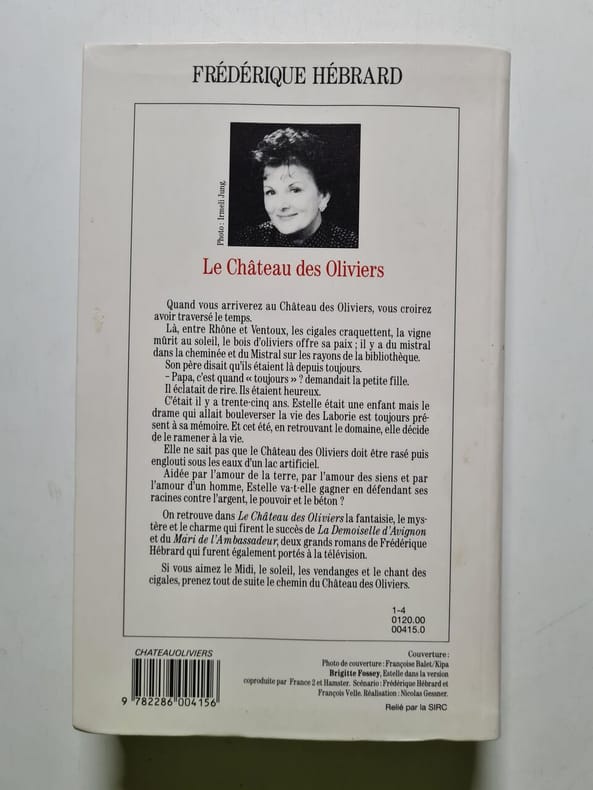 FRÉDÉRIQUE HÉBRARD
Photo : Irmeli Jung.
Le Château des Oliviers
Quand vous arriverez au Château des Oliviers, vous croirez
avoir traversé le temps.
Là, entre Rhône et Ventoux, les cigales craquettent, la vigne
mûrit au soleil, le bois d'oliviers offre sa paix ; il y a du mistral
dans la cheminée et du Mistral sur les rayons de la bibliothèque.
Son père disait qu'ils étaient là depuis toujours.
– Papa, c'est quand « toujours » ? demandait la petite fille.
Il éclatait de rire. Ils étaient heureux.
C'était il y a trente-cinq ans. Estelle était une enfant mais le
drame qui allait bouleverser la vie des Laborie est toujours pré-
sent à sa mémoire. Et cet été, en retrouvant le domaine, elle décide
de le ramener à la vie.
Elle ne sait pas que le Château des Oliviers doit être rasé puis
englouti sous les eaux d'un lac artificiel.
Aidée par l'amour de la terre, par l'amour des siens et par
l'amour d'un homme, Estelle va-t-elle gagner en défendant ses
racines contre l'argent, le pouvoir et le béton ?
On retrouve dans Le Château des Oliviers la fantaisie, le mys-
tère et le charme qui firent le succès de La Demoiselle d'Avignon
et du Mari de l'Ambassadeur, deux grands romans de Frédérique
Hébrard qui furent également portés à la télévision.
Si vous aimez le Midi, le soleil, les vendanges et le chant des
cigales, prenez tout de suite le chemin du Château des Oliviers.
1-4
0120.00
00415.0
CHATEAUOLIVIERS
9 782286 004156
Couverture :
Photo de couverture : Françoise Balet/Kipa
Brigitte Fossey, Estelle dans la version
coproduite par France 2 et Hamster. Scénario : Frédérique Hébrard et
François Velle. Réalisation : Nicolas Gessner.
Relié par la SIRC